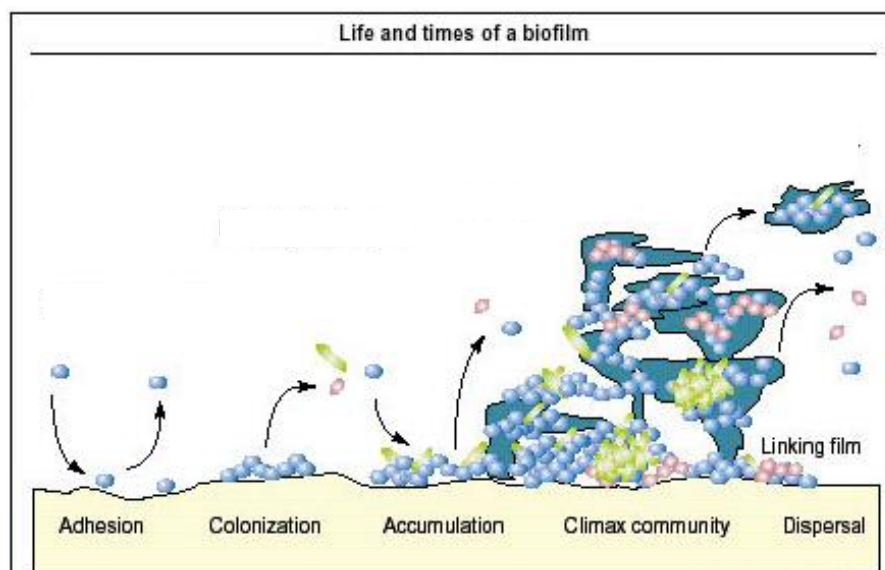 Life and times of a biofilm
Linking film
Adhesion
Colonization
Accumulation
Climax community
Dispersal